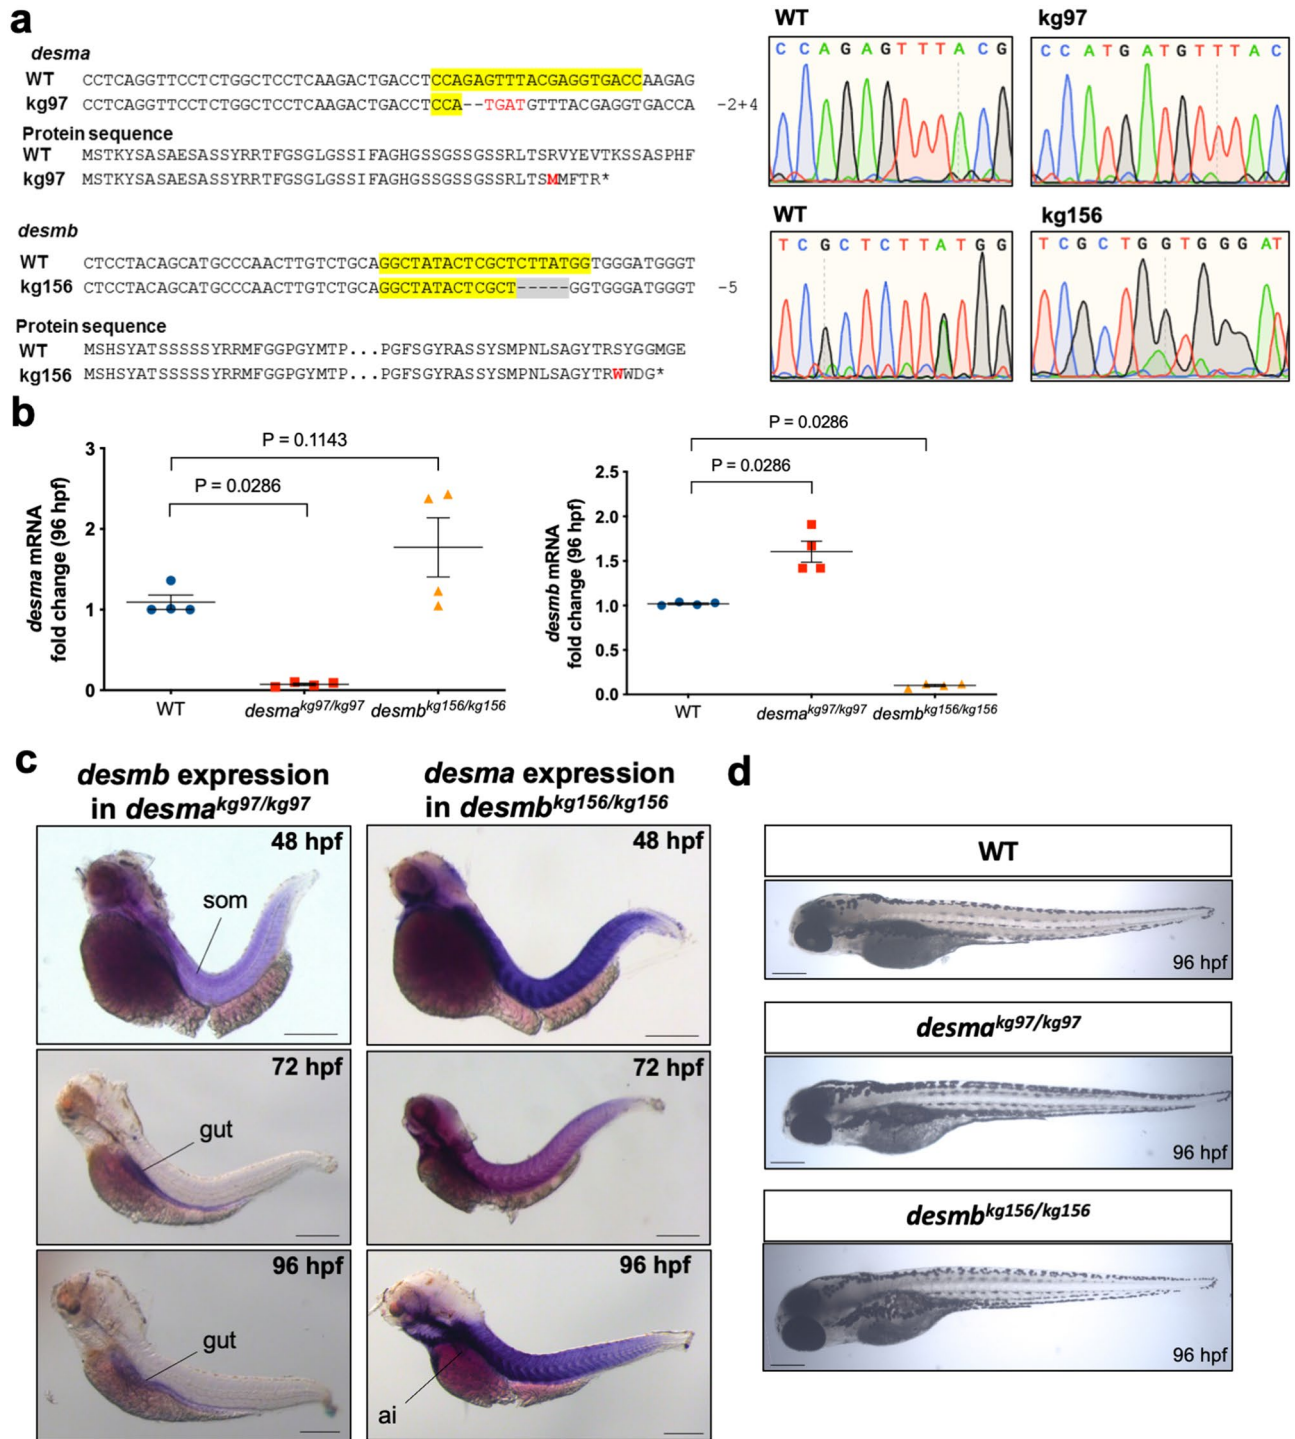 a
desma
WT CCTCAGGTTCCTCTGGCTCCTCAAGACTGACCTCCAGAGTTTACGAGGTGACCAAGAG
kg97 CCTCAGGTTCCTCTGGCTCCTCAAGACTGACCTCCA--TGATGTTTACGAGGTGACCA -2+4
Protein sequence
WT MSTKYSASAESASSYRRTFGSGLGSSIFAGHGSSGSSGSSRLTSRVYEVTKSSASPHF
kg97 MSTKYSASAESASSYRRTFGSGLGSSIFAGHGSSGSSGSSRLTSMMFTR*
desmb
WT CTCCTACAGCATGCCCAACTTGTCTGCAGGCTATACTCGCTCTTATGGTGGGATGGGT
kg156 CTCCTACAGCATGCCCAACTTGTCTGCAGGCTATACTCGCT-----GGTGGGATGGGT -5
Protein sequence
WT MSHSYATSSSSSYRRMFGGPGYMTP...PGFSGYRASSYSMPNLSAGYTRSYGGMGE
kg156 MSHSYATSSSSSYRRMFGGPGYMTP...PGFSGYRASSYSMPNLSAGYTRWWDG*
WT kg97
C C A G A G T T T A C G
C C A T G A T G T T T A C
WT kg156
T C G C T C T T A T G G
T C G C T G G T G G G A T
b
3
2
1
0
desma mRNA
fold change (96 hpf)
P = 0.1143
P = 0.0286
WT desmakg97/kg97 desmbkg156/kg156
2.5
2.0
1.5
1.0
0.5
0.0
desmb mRNA
fold change (96 hpf)
P = 0.0286
P = 0.0286
WT desmakg97/kg97 desmbkg156/kg156
c
desmb expression
in desmakg97/kg97
desma expression
in desmbkg156/kg156
48 hpf
som
48 hpf
72 hpf
gut
72 hpf
96 hpf
gut
96 hpf
ai
d
WT
96 hpf
desmakg97/kg97
96 hpf
desmbkg156/kg156
96 hpf